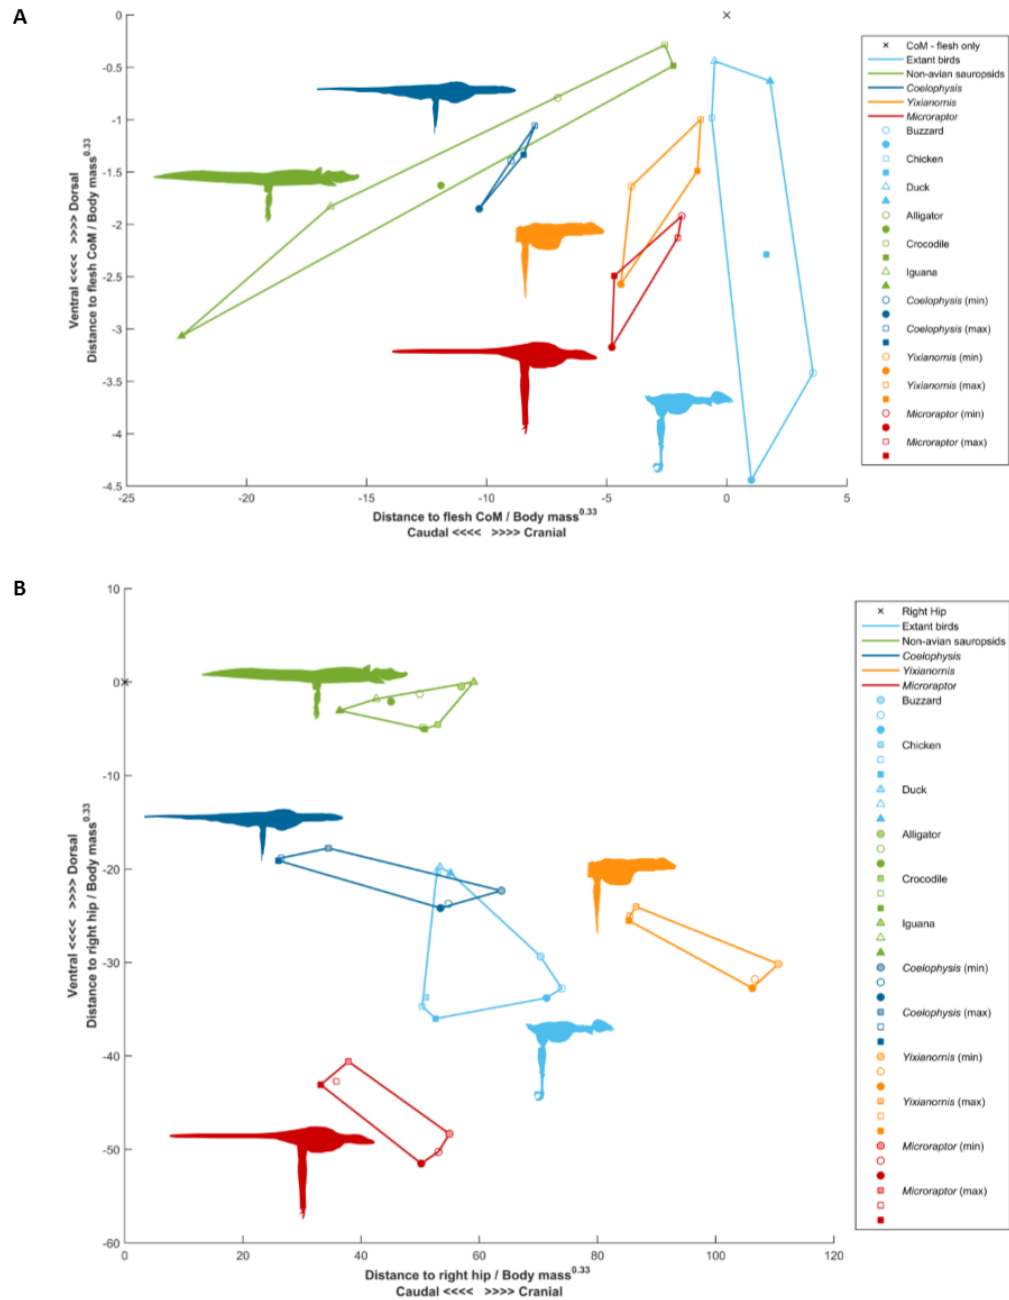 A
0
-0.5
-1
-1.5
-2
-2.5
-3
-3.5
-4
-4.5
Ventral <<<< >>>> Dorsal
Distance to flesh CoM / Body mass0.33
-25 -20 -15 -10 -5 0 5
Distance to flesh CoM / Body mass0.33
Caudal <<<< >>>> Cranial
CoM - flesh only
Extant birds
Non-avian sauropsids
Coelophysis
Yixianornis
Microraptor
Buzzard
Chicken
Duck
Alligator
Crocodile
Iguana
Coelophysis (min)
Coelophysis (max)
Yixianornis (min)
Yixianornis (max)
Microraptor (min)
Microraptor (max)
B
10
0
-10
-20
-30
-40
-50
-60
Ventral <<<< >>>> Dorsal
Distance to right hip / Body mass0.33
0 20 40 60 80 100 120
Distance to right hip / Body mass0.33
Caudal <<<< >>>> Cranial
Right Hip
Extant birds
Non-avian sauropsids
Coelophysis
Yixianornis
Microraptor
Buzzard
Chicken
Duck
Alligator
Crocodile
Iguana
Coelophysis (min)
Coelophysis (max)
Yixianornis (min)
Yixianornis (max)
Microraptor (min)
Microraptor (max)